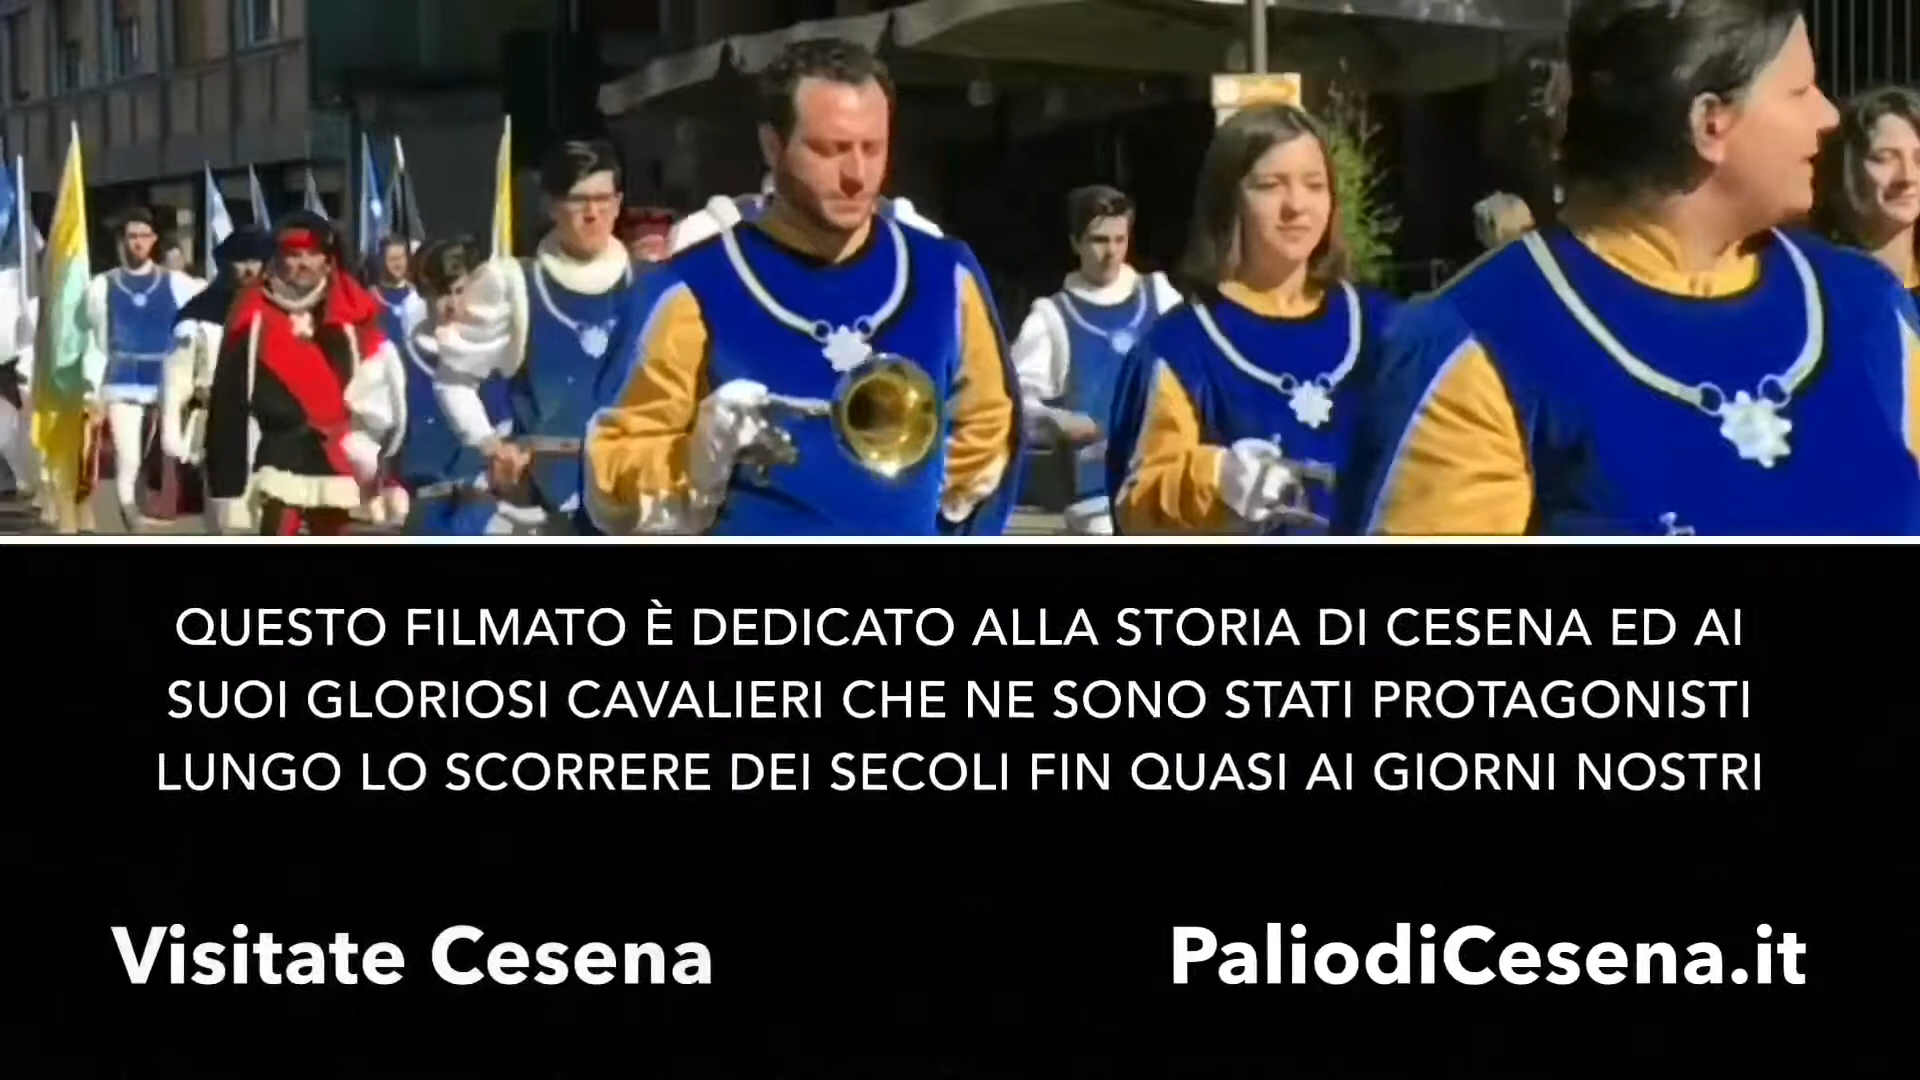 QUESTO FILMATO È DEDICATO ALLA STORIA DI CESENA ED AI
SUOI GLORIOSI CAVALIERI CHE NE SONO STATI PROTAGONISTI
LUNGO LO SCORRERE DEI SECOLI FIN QUASI AI GIORNI NOSTRI
Visitate Cesena
PaliodiCesena.it